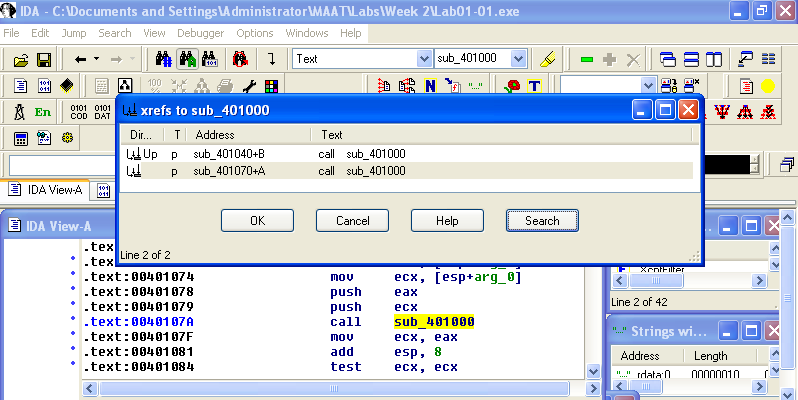 IDA - C:\Documents and Settings\Administrator\MAAT\Labs\Week 2\Lab01-01.exe
File Edit Jump Search View Debugger Options Windows Help
Text sub_401000
En 0101 COD 0101 DAT
xrefs to sub_401000
Dir... T Address Text
Up p sub_401040+B call sub_401000
p sub_401070+A call sub_401000
OK Cancel Help Search
Line 2 of 2
IDA View-A
IDA View-A
.text:00401074 mov ecx, [esp+arg_0]
.text:00401078 push eax
.text:00401079 push ecx
.text:0040107A call sub_401000
.text:0040107F mov ecx, eax
.text:00401081 add esp, 8
.text:00401084 test ecx, ecx
XcptFilter
Line 2 of 42
Strings wi...
Address Length
.rdata:0 00000010